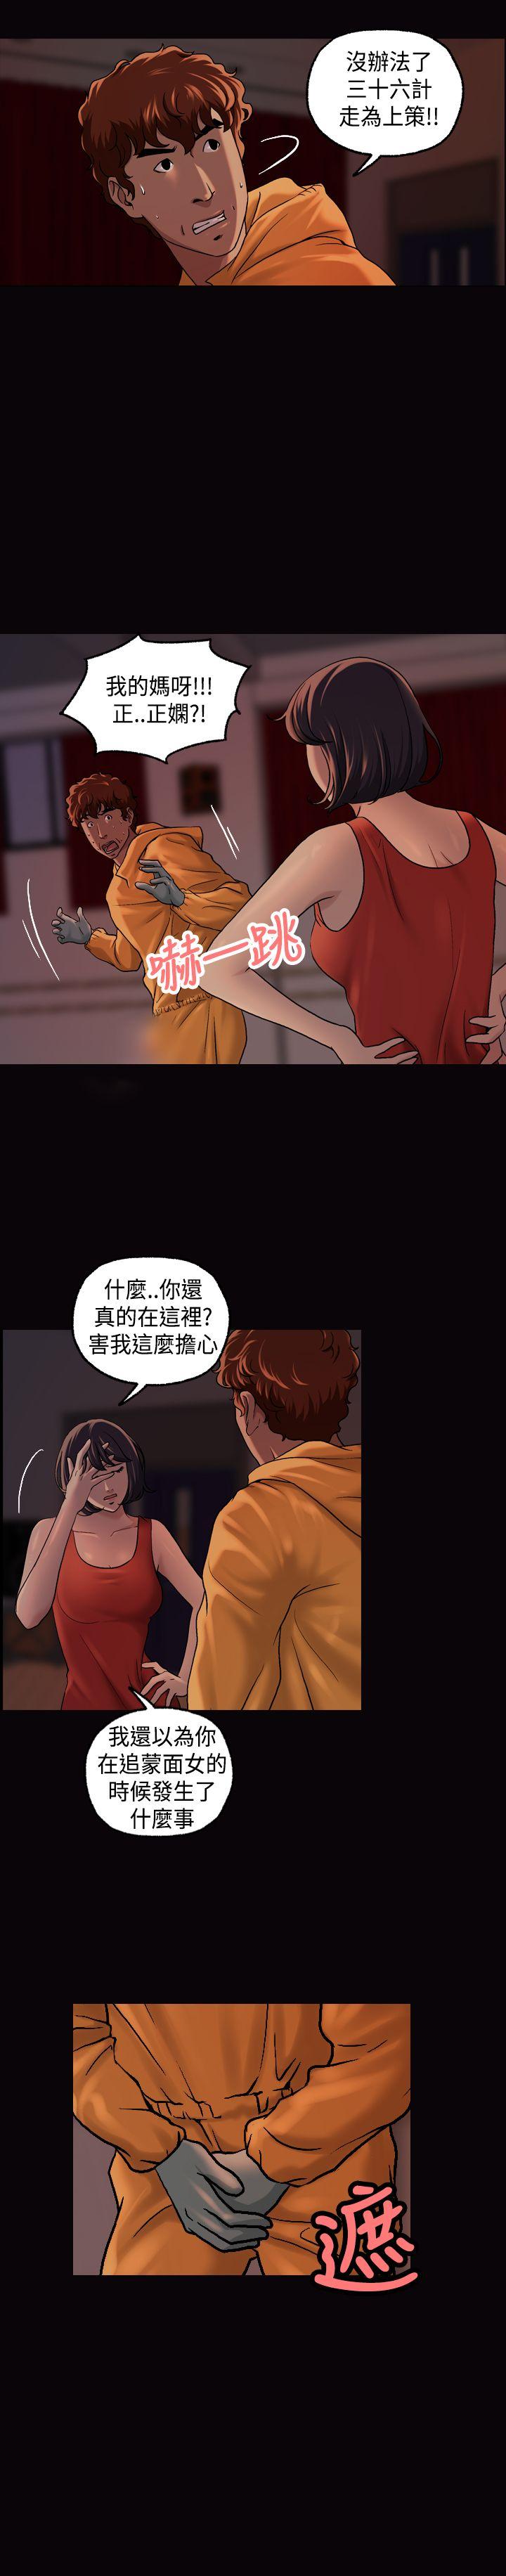 沒辦法了
三十六計
走為上策!!
我的媽呀!!!
正..正嫻?!
嚇一跳
什麼..你還
真的在這裡?
害我這麼擔心
我還以為你
在追蒙面女的
時候發生了
什麼事
遮